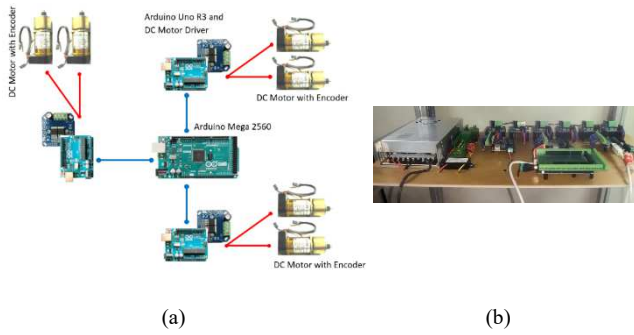 Arduino Uno R3 and
DC Motor Driver
DC Motor with Encoder
DC Motor with Encoder
Arduino Mega 2560
DC Motor with Encoder
(a)
(b)